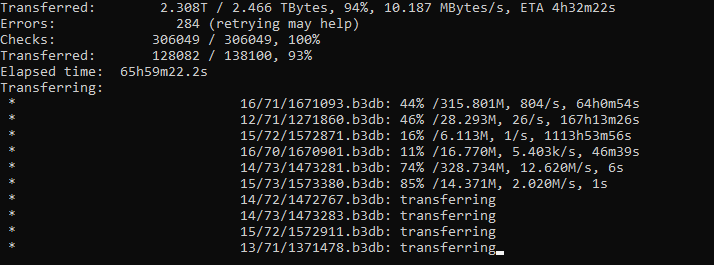 Transferred: 2.308T / 2.466 TBytes, 94%, 10.187 MBytes/s, ETA 4h32m22s
Errors: 284 (retrying may help)
Checks: 306049 / 306049, 100%
Transferred: 128082 / 138100, 93%
Elapsed time: 65h59m22.2s
Transferring:
* 16/71/1671093.b3db: 44% /315.801M, 804/s, 64h0m54s
* 12/71/1271860.b3db: 46% /28.293M, 26/s, 167h13m26s
* 15/72/1572871.b3db: 16% /6.113M, 1/s, 1113h53m56s
* 16/70/1670901.b3db: 11% /16.770M, 5.403k/s, 46m39s
* 14/73/1473281.b3db: 74% /328.734M, 12.620M/s, 6s
* 15/73/1573380.b3db: 85% /14.371M, 2.020M/s, 1s
* 14/72/1472767.b3db: transferring
* 14/73/1473283.b3db: transferring
* 15/72/1572911.b3db: transferring
* 13/71/1371478.b3db: transferring